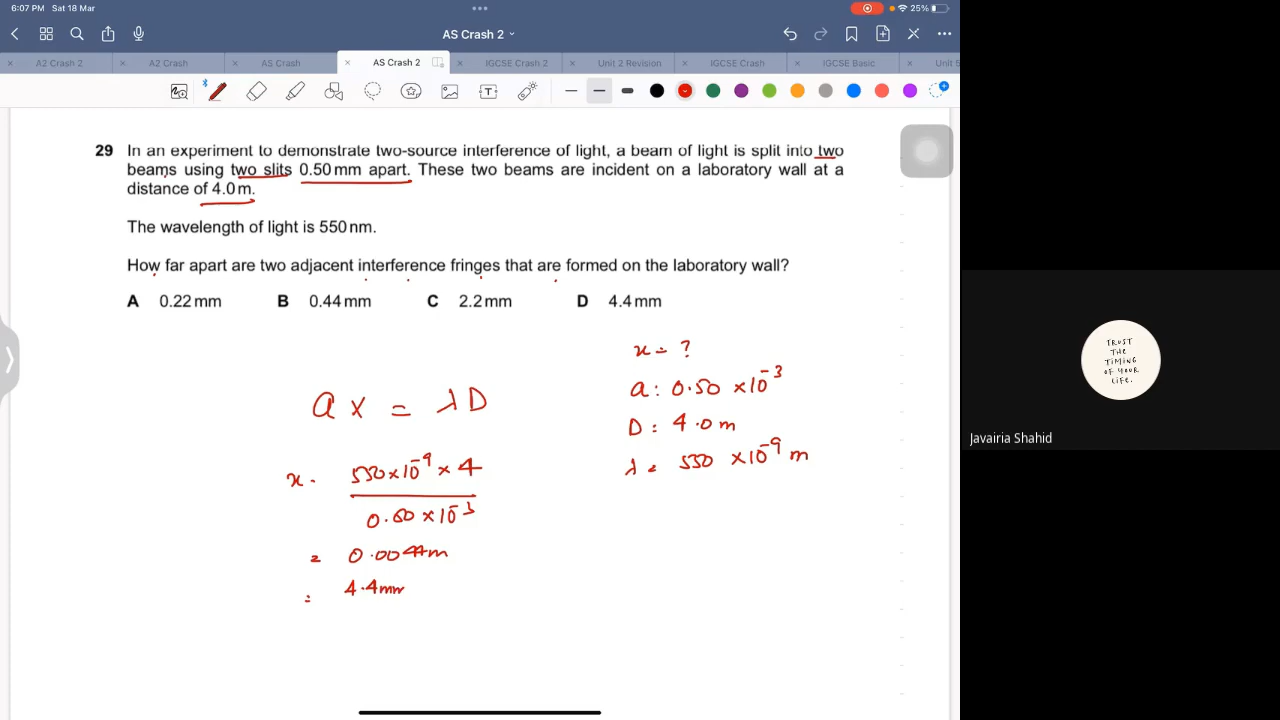 6:07 PM Sat 18 Mar
25%
AS Crash 2
A2 Crash 2
A2 Crash
AS Crash
AS Crash 2
IGCSE Crash 2
Unit 2 Revision
IGCSE Crash
IGCSE Basic
Unit 5
29 In an experiment to demonstrate two-source interference of light, a beam of light is split into two
beams using two slits 0.50 mm apart. These two beams are incident on a laboratory wall at a
distance of 4.0 m.
The wavelength of light is 550 nm.
How far apart are two adjacent interference fringes that are formed on the laboratory wall?
A 0.22 mm B 0.44 mm C 2.2 mm D 4.4 mm
x = ?
a : 0.50 × 10⁻³
D : 4.0 m
λ = 550 × 10⁻⁹ m
a x = λ D
x = 550 × 10⁻⁹ × 4
0.50 × 10⁻³
= 0.0044 m
= 4.4 mm
TRUST
THE
TIMING
OF YOUR
LIFE.
Javairia Shahid